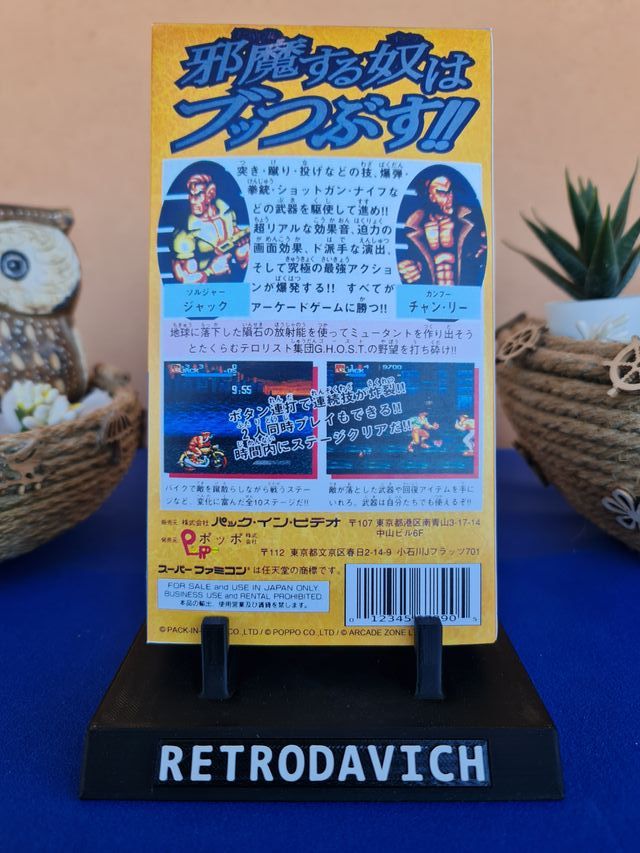 邪魔する奴は
ブッつぶす!!
突き・蹴り・投げなどの技、爆弾・
拳銃・ショットガン・ナイフな
どの武器を駆使して進め!!
超リアルな効果音、迫力の
画面効果、ド派手な演出、
そして究極の最強アクショ
ンが爆発する!! すべてが
アーケードゲームに勝つ!!
ソルジャー
ジャック
カンフー
チャン・リー
地球に落下した隕石の放射能を使ってミュータントを作り出そう
とたくらむテロリスト集団G.H.O.S.T.の野望を打ち砕け!!
ボタン連打で連続技が炸裂!!
2人同時プレイもできる!!
時間内にステージクリアだ!!
JACK
9:55
9700
バイクで敵を蹴散らしながら戦うステー
ジなど、変化に富んだ全10ステージだ!!
敵が落とした武器や回復アイテムを手に
いれろ。武器は自分たちでも使えるぞ!!
販売元 株式会社 パック・イン・ビデオ 〒107 東京都港区南青山3-17-14
中山ビル6F
発売元 ポッポ 株式会社
〒112 東京都文京区春日2-14-9 小石川Jフラッツ701
スーパーファミコンは任天堂の商標です。
FOR SALE and USE IN JAPAN ONLY.
BUSINESS USE and RENTAL PROHIBITED.
本品の輸出、使用営業及び賃貸を禁じます。
0 12345 90 5
© PACK-IN- CO.,LTD / © POPPO CO.,LTD / © ARCADE ZONE L
RETRODAVICH